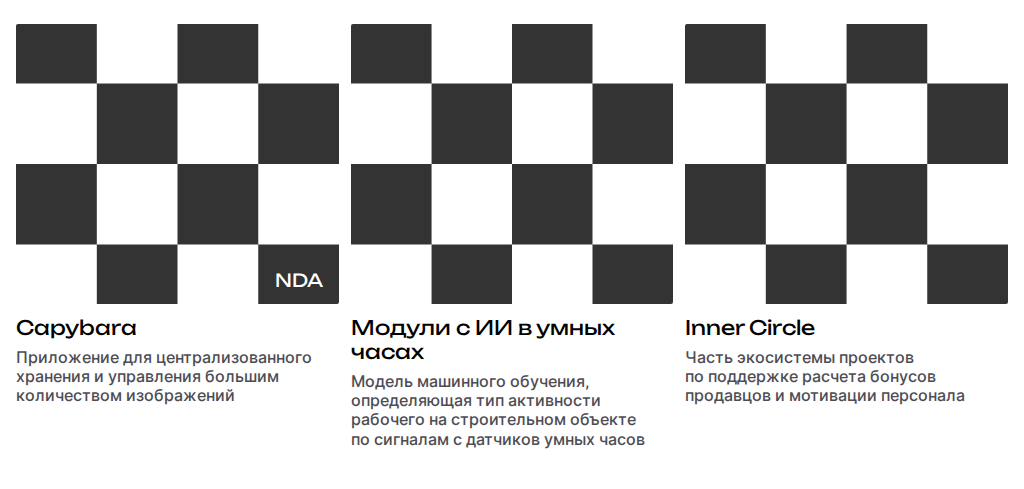 NDA
Capybara
Приложение для централизованного
хранения и управления большим
количеством изображений
Модули с ИИ в умных
часах
Модель машинного обучения,
определяющая тип активности
рабочего на строительном объекте
по сигналам с датчиков умных часов
Inner Circle
Часть экосистемы проектов
по поддержке расчета бонусов
продавцов и мотивации персонала